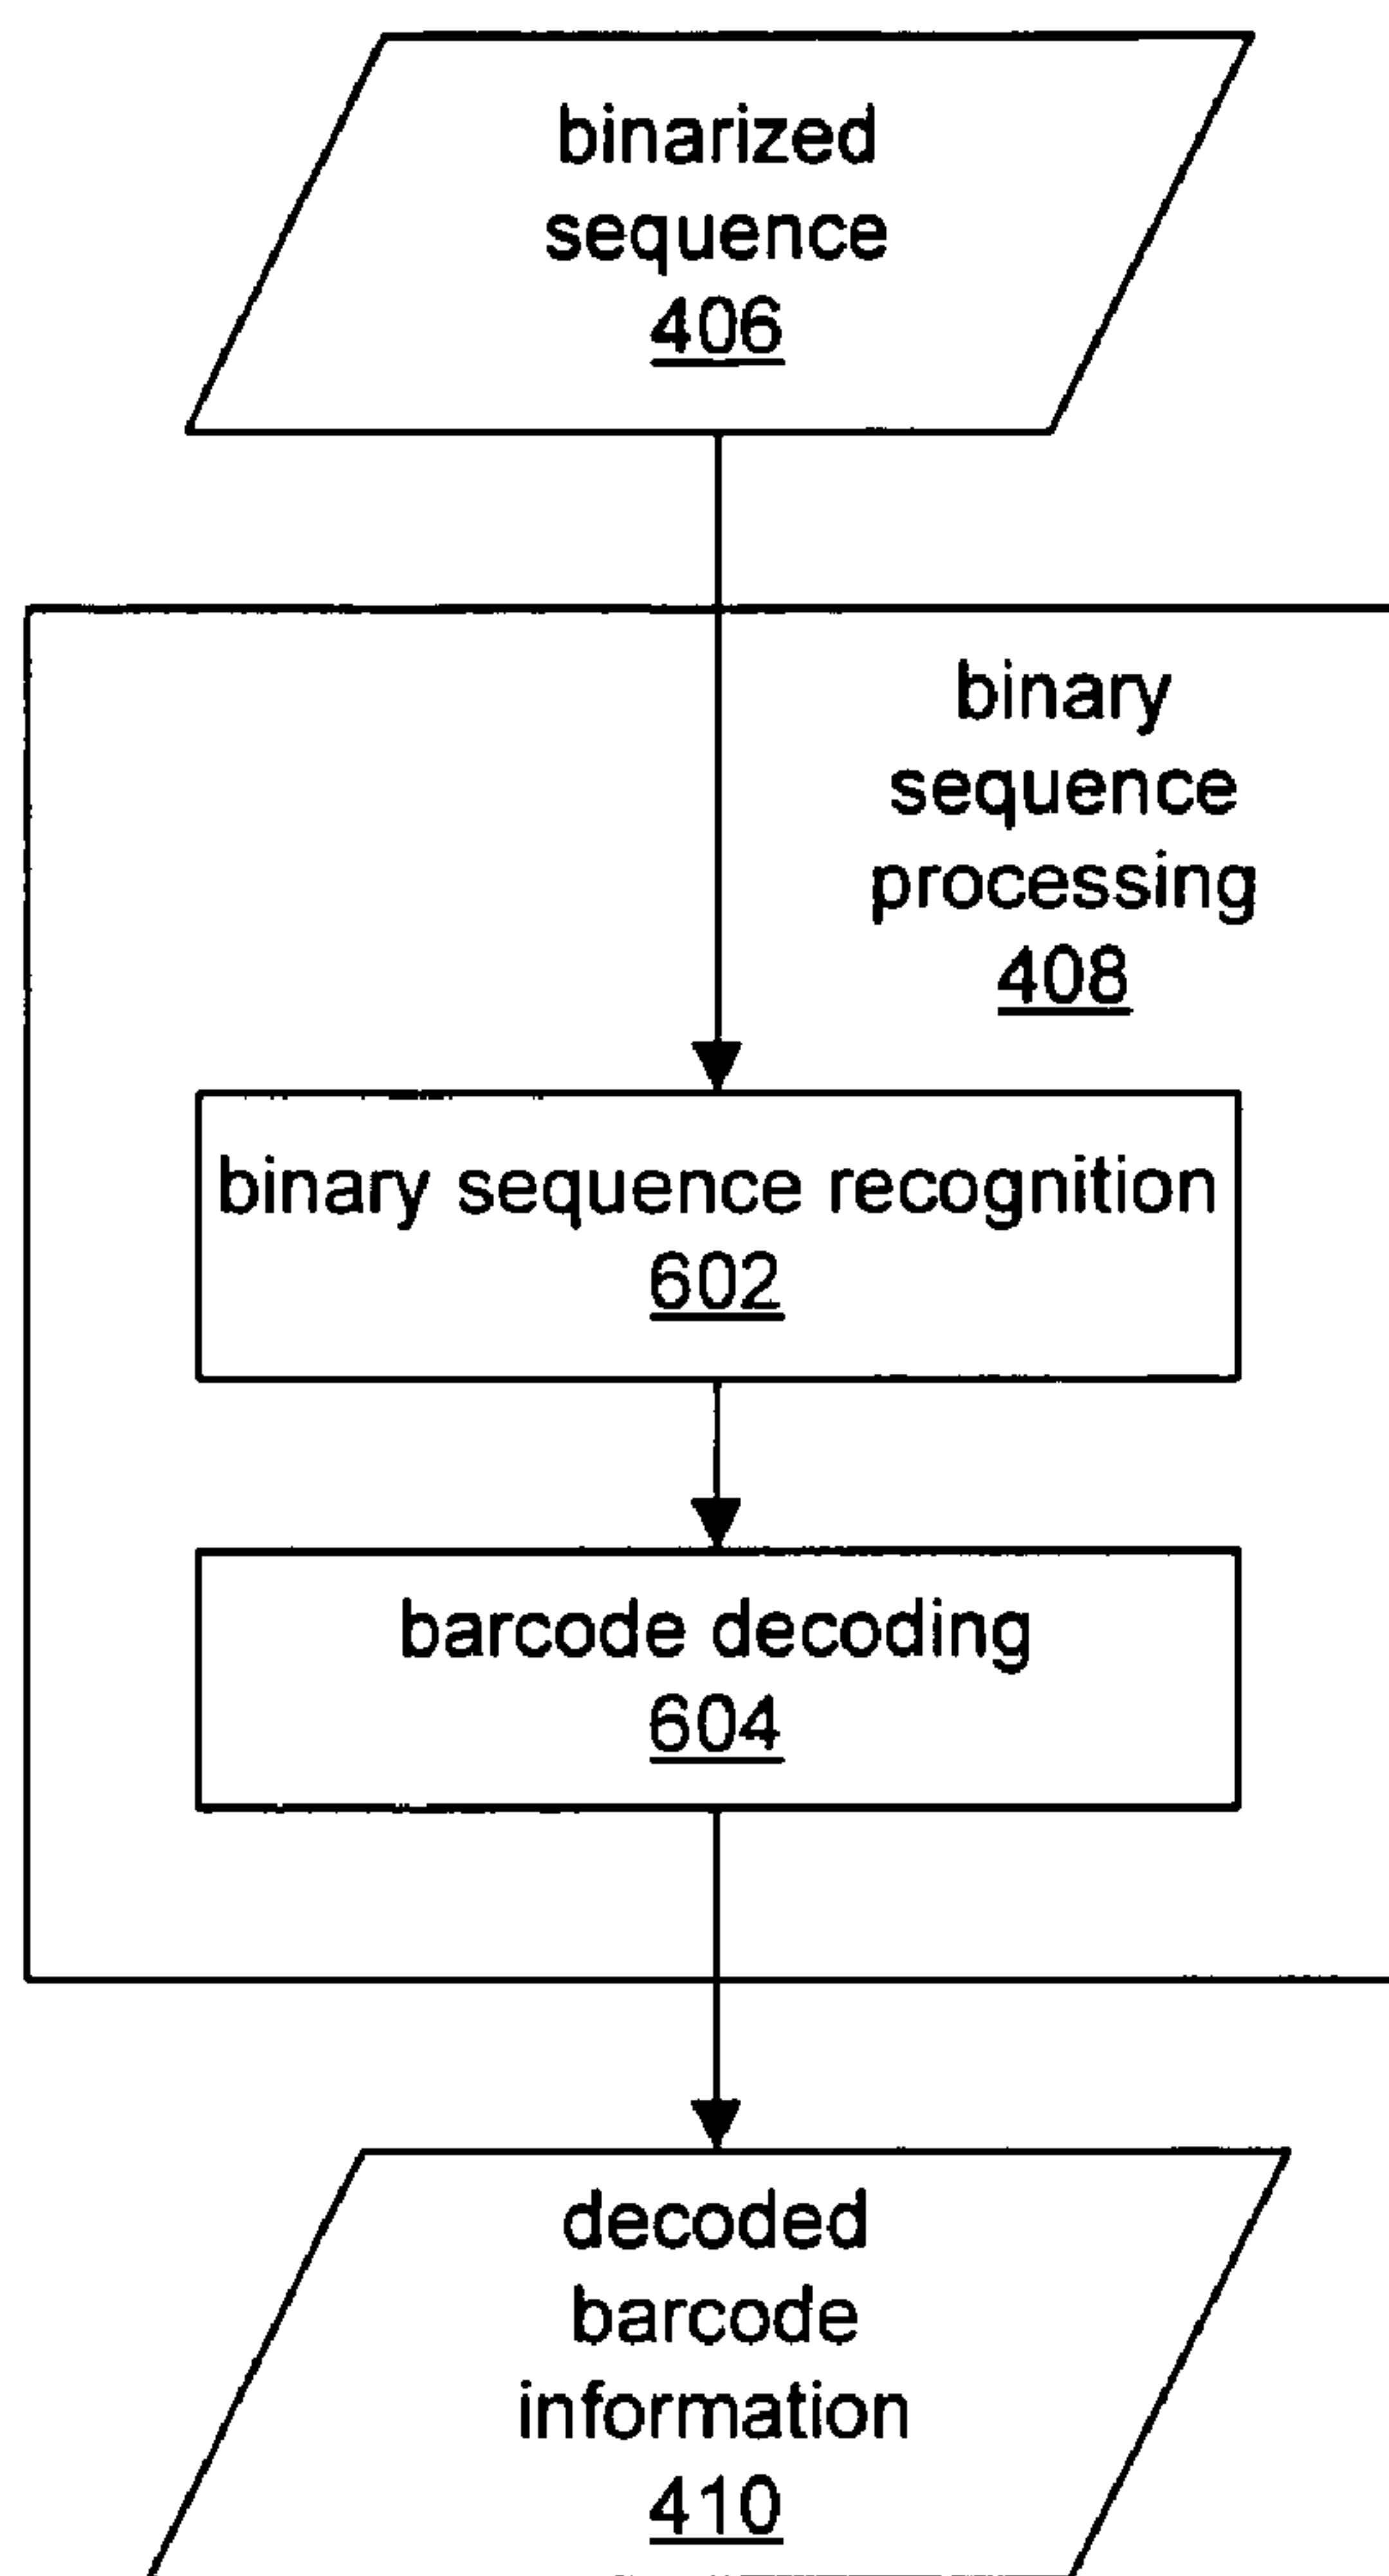 binarized
sequence
406
binary
sequence
processing
408
binary sequence recognition
602
barcode decoding
604
decoded
barcode
information
410